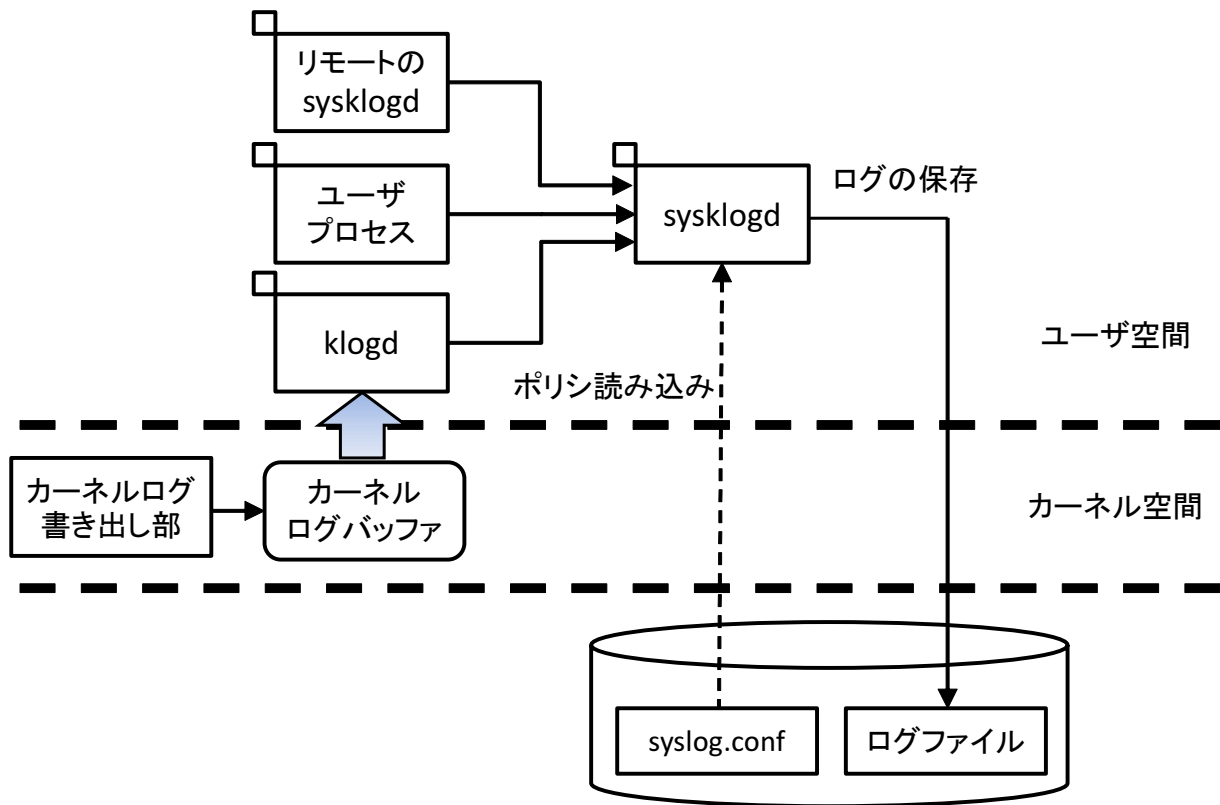 リモートの
sysklogd
ユーザ
プロセス
sysklogd
ログの保存
klogd
ユーザ空間
ポリシ読み込み
カーネルログ
書き出し部
カーネル
ログバッファ
カーネル空間
syslog.conf
ログファイル